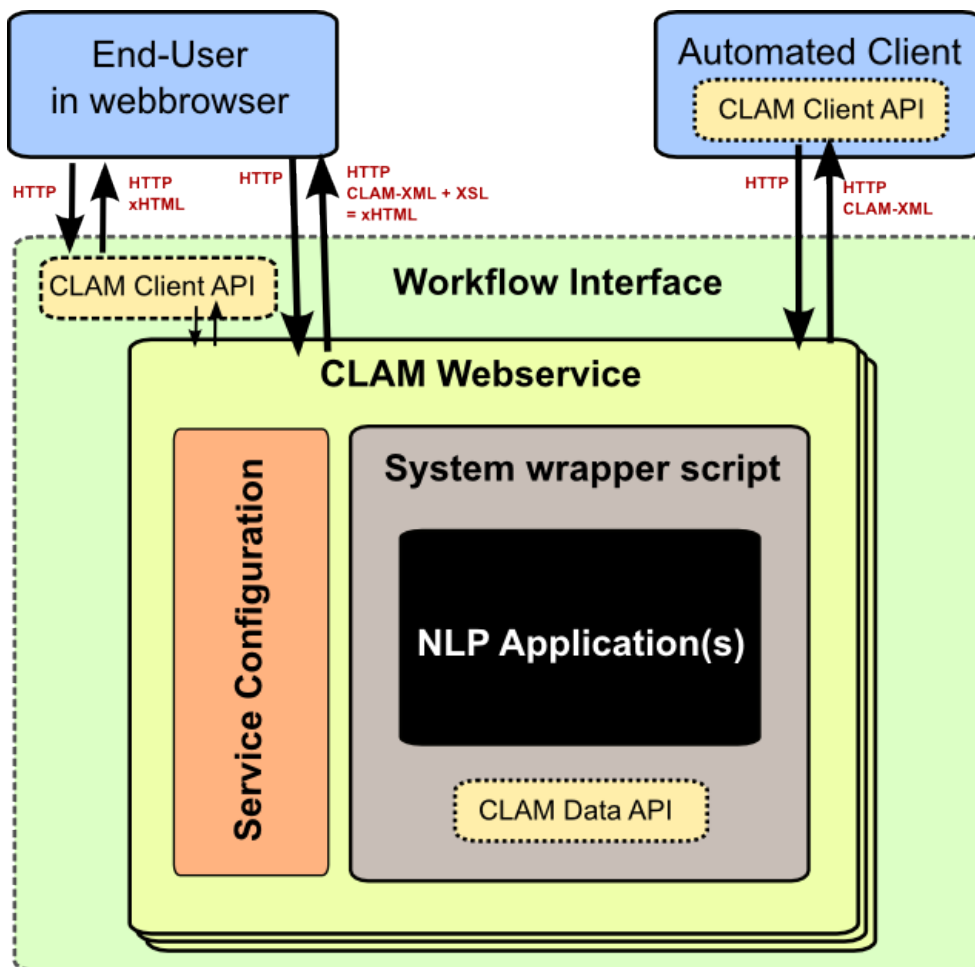 End-User
in webbrowser
Automated Client
CLAM Client API
HTTP
HTTP
xHTML
HTTP
HTTP
CLAM-XML + XSL
= xHTML
HTTP
HTTP
CLAM-XML
CLAM Client API
Workflow Interface
CLAM Webservice
Service Configuration
System wrapper script
NLP Application(s)
CLAM Data API